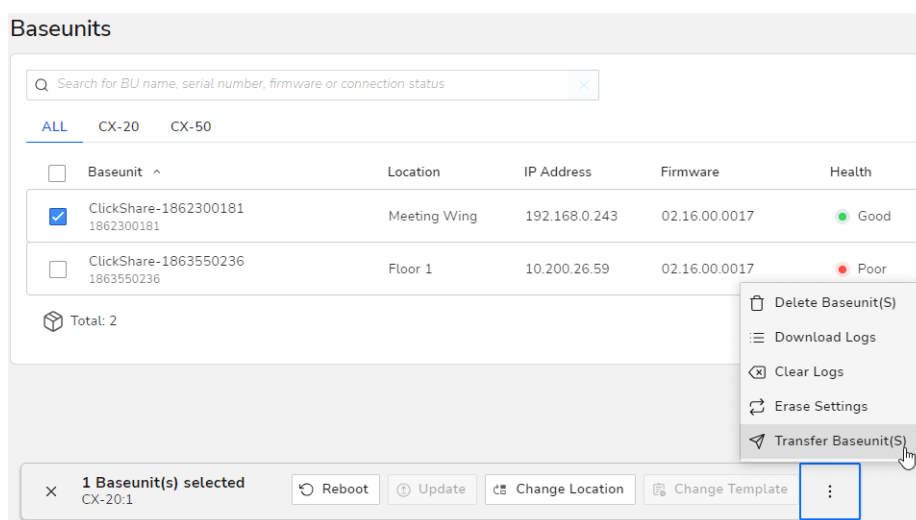 Baseunits
Search for BU name, serial number, firmware or connection status
ALL CX-20 CX-50
Baseunit Location IP Address Firmware Health
ClickShare-1862300181
1862300181
Meeting Wing 192.168.0.243 02.16.00.0017 Good
ClickShare-1863550236
1863550236
Floor 1 10.200.26.59 02.16.00.0017 Poor
Total: 2
Delete Baseunit(S)
Download Logs
Clear Logs
Erase Settings
Transfer Baseunit(S)
1 Baseunit(s) selected
CX-20:1
Reboot Update Change Location Change Template